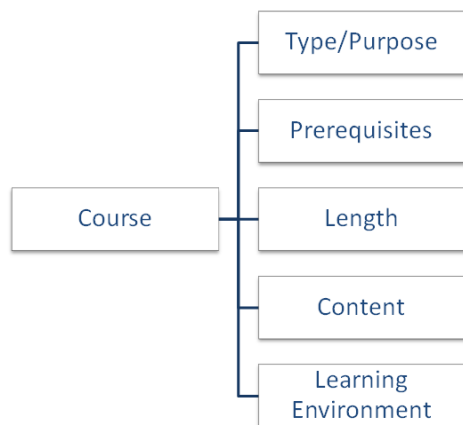 Type/Purpose
Prerequisites
Course
Length
Content
Learning
Environment